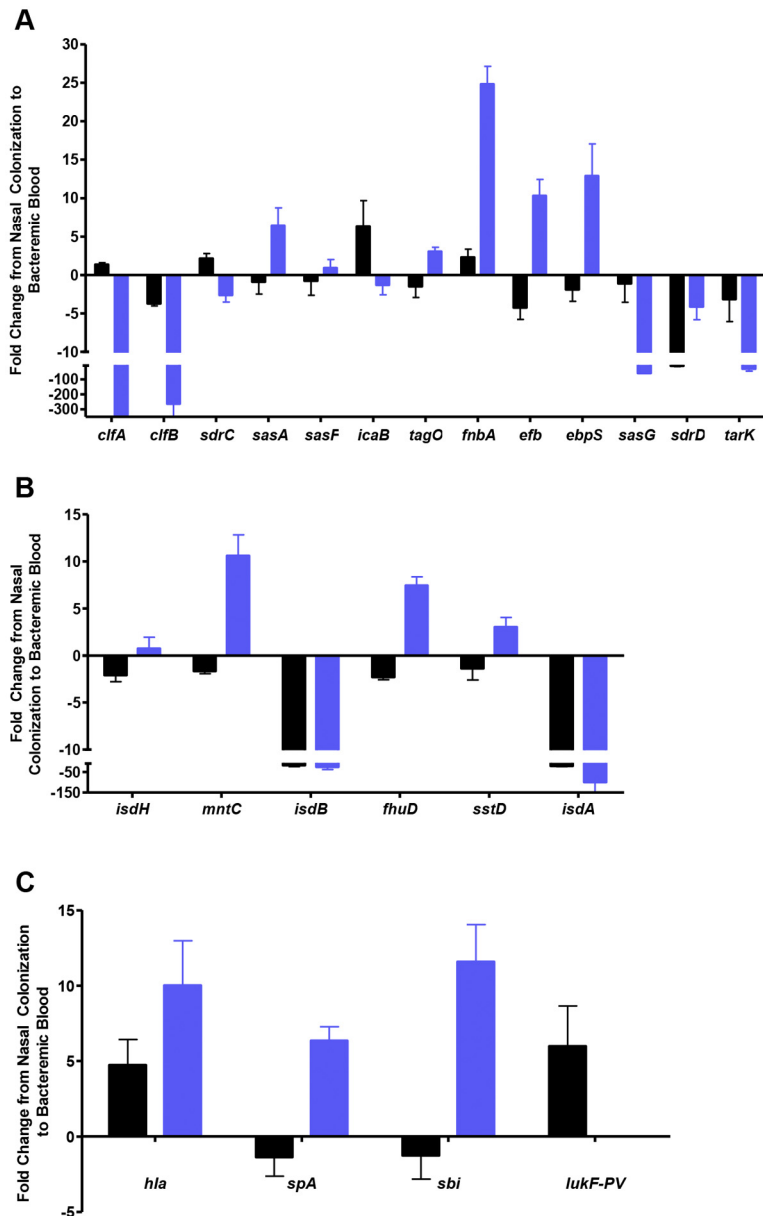 A
Fold Change from Nasal Colonization to
Bacteremic Blood
30
25
20
15
10
5
0
-5
-10
-100
-200
-300
clfA clfB sdrC sasA sasF icaB tagO fnbA efb ebpS sasG sdrD tarK
B
Fold Change from Nasal
Colonization to Bacteremic Blood
15
10
5
0
-5
-10
-50
-150
isdH mntC isdB fhuD sstD isdA
C
Fold Change from Nasal Colonization
to Bacteremic Blood
15
10
5
0
-5
hla spA sbi lukF-PV